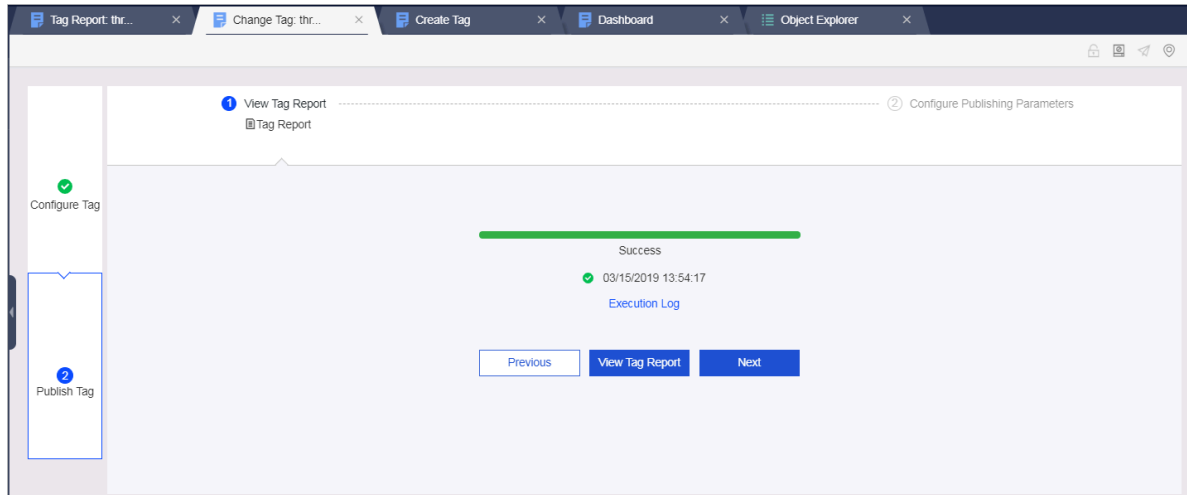 Tag Report: thr...
Change Tag: thr...
Create Tag
Dashboard
Object Explorer
1 View Tag Report
2 Configure Publishing Parameters
Tag Report
Configure Tag
Success
03/15/2019 13:54:17
Execution Log
Previous
View Tag Report
Next
2
Publish Tag